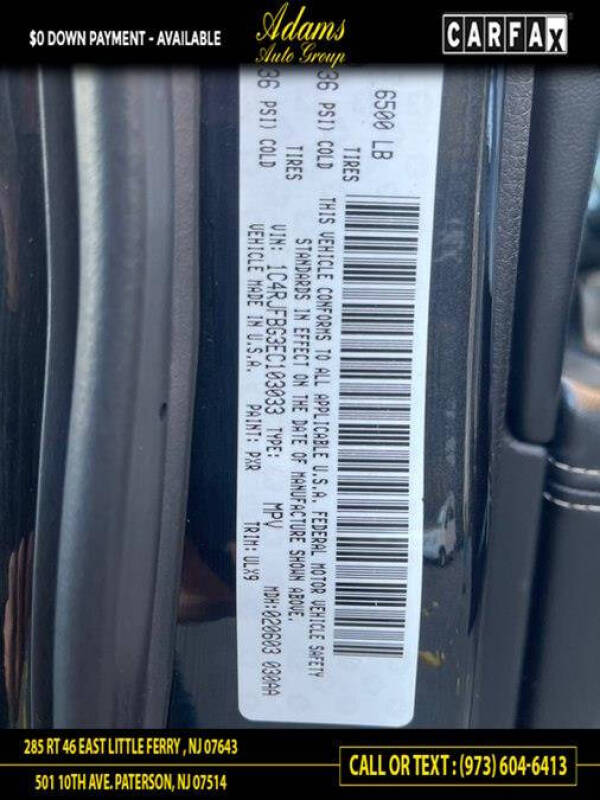 $0 DOWN PAYMENT - AVAILABLE
Adams
Auto Group
CARFAX
6500 LB
36 PSI) COLD TIRES
36 PSI) COLD TIRES
THIS VEHICLE CONFORMS TO ALL APPLICABLE U.S.A. FEDERAL MOTOR VEHICLE SAFETY
STANDARDS IN EFFECT ON THE DATE OF MANUFACTURE SHOWN ABOVE.
VIN: 1C4RJFBG3EC103033 TYPE: MPV MDH:020603 030AA
VEHICLE MADE IN U.S.A. PAINT: PXR TRIM: ULX9
285 RT 46 EAST LITTLE FERRY , NJ 07643
501 10TH AVE. PATERSON, NJ 07514
CALL OR TEXT : (973) 604-6413